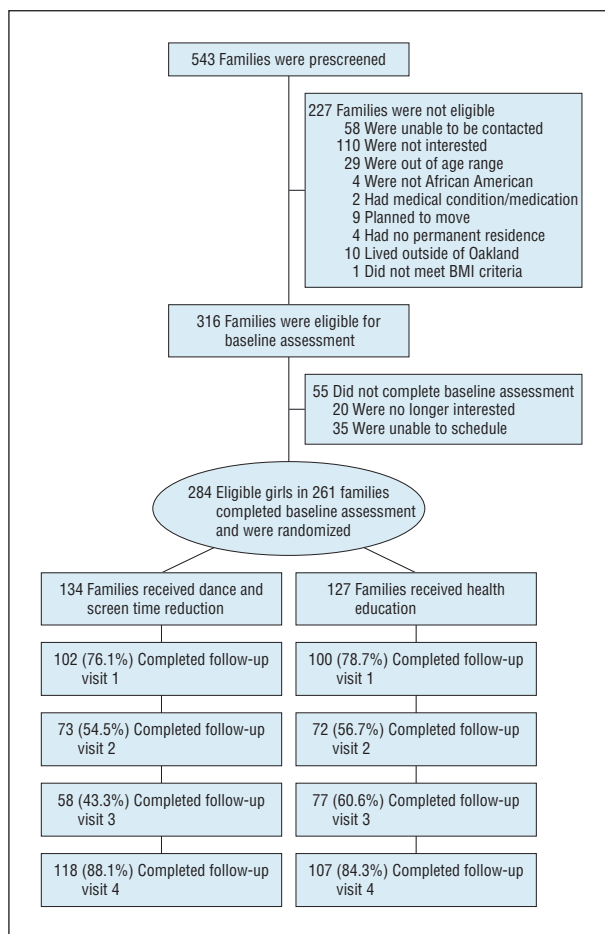 543 Families were prescreened
227 Families were not eligible
58 Were unable to be contacted
110 Were not interested
29 Were out of age range
4 Were not African American
2 Had medical condition/medication
9 Planned to move
4 Had no permanent residence
10 Lived outside of Oakland
1 Did not meet BMI criteria
316 Families were eligible for
baseline assessment
55 Did not complete baseline assessment
20 Were no longer interested
35 Were unable to schedule
284 Eligible girls in 261 families
completed baseline assessment
and were randomized
134 Families received dance and
screen time reduction
127 Families received health
education
102 (76.1%) Completed follow-up
visit 1
100 (78.7%) Completed follow-up
visit 1
73 (54.5%) Completed follow-up
visit 2
72 (56.7%) Completed follow-up
visit 2
58 (43.3%) Completed follow-up
visit 3
77 (60.6%) Completed follow-up
visit 3
118 (88.1%) Completed follow-up
visit 4
107 (84.3%) Completed follow-up
visit 4